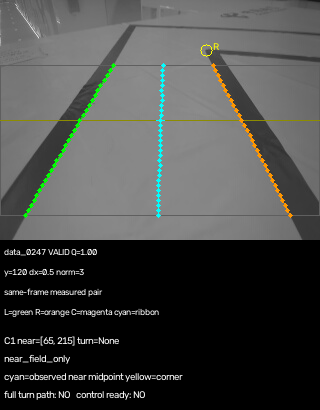 R
data_0247 VALID Q=1.00
y=120 dx=0.5 norm=3
same-frame measured pair
L=green R=orange C=magenta cyan=ribbon
C1 near=[65, 215] turn=None
near_field_only
cyan=observed near midpoint yellow=corner
full turn path: NO control ready: NO